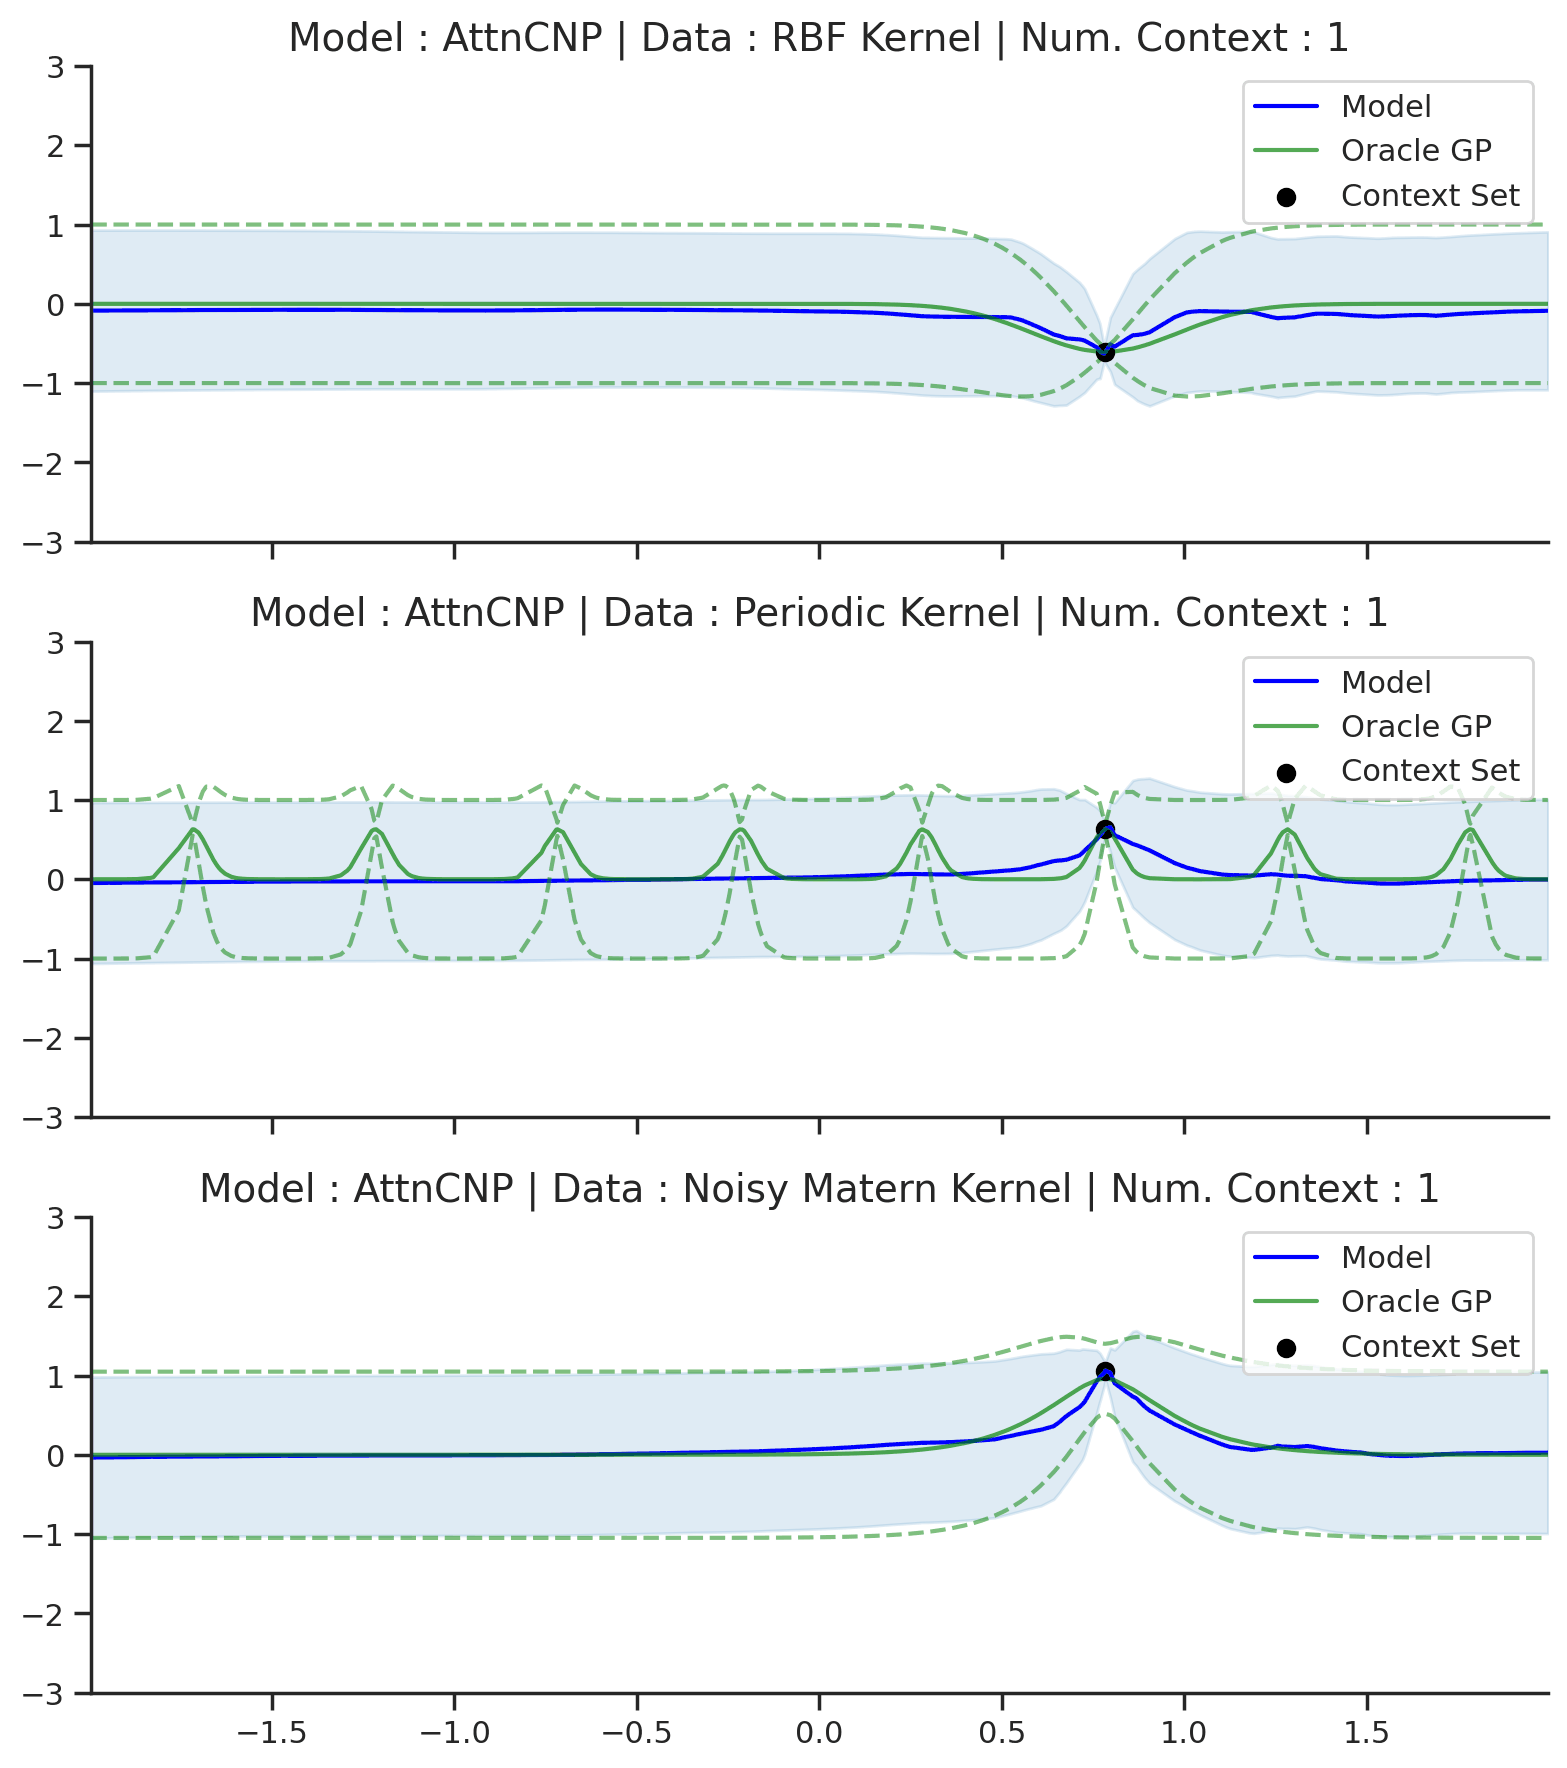 Model : AttnCNP | Data : RBF Kernel | Num. Context : 1
3
2
1
0
−1
−2
−3
Model
Oracle GP
Context Set
Model : AttnCNP | Data : Periodic Kernel | Num. Context : 1
3
2
1
0
−1
−2
−3
Model
Oracle GP
Context Set
Model : AttnCNP | Data : Noisy Matern Kernel | Num. Context : 1
3
2
1
0
−1
−2
−3
Model
Oracle GP
Context Set
−1.5 −1.0 −0.5 0.0 0.5 1.0 1.5